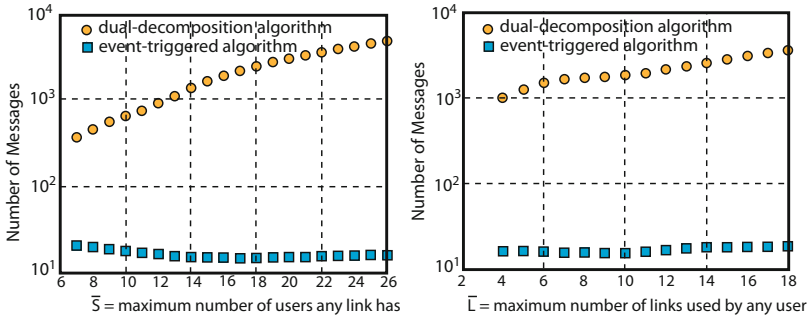 10^4
dual-decomposition algorithm
event-triggered algorithm
10^3
10^2
10^1
Number of Messages
6 8 10 12 14 16 18 20 22 24 26
S̅ = maximum number of users any link has
10^4
dual-decomposition algorithm
event-triggered algorithm
10^3
10^2
10^1
Number of Messages
2 4 6 8 10 12 14 16 18
L̅ = maximum number of links used by any user